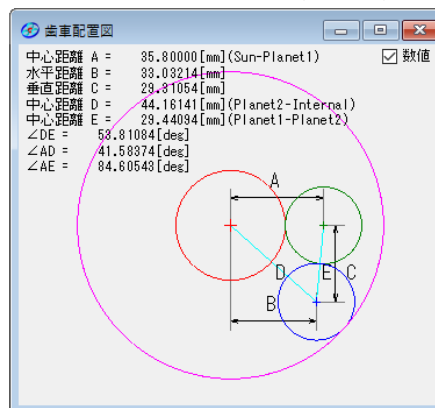 歯車配置図
中心距離 A = 35.80000[mm](Sun-Planet1)
数値
水平距離 B = 33.03214[mm]
垂直距離 C = 29.31054[mm]
中心距離 D = 44.16141[mm](Planet2-Internal)
中心距離 E = 29.44094[mm](Planet1-Planet2)
∠DE = 53.81084[deg]
∠AD = 41.58374[deg]
∠AE = 84.60543[deg]
A
D E C
B